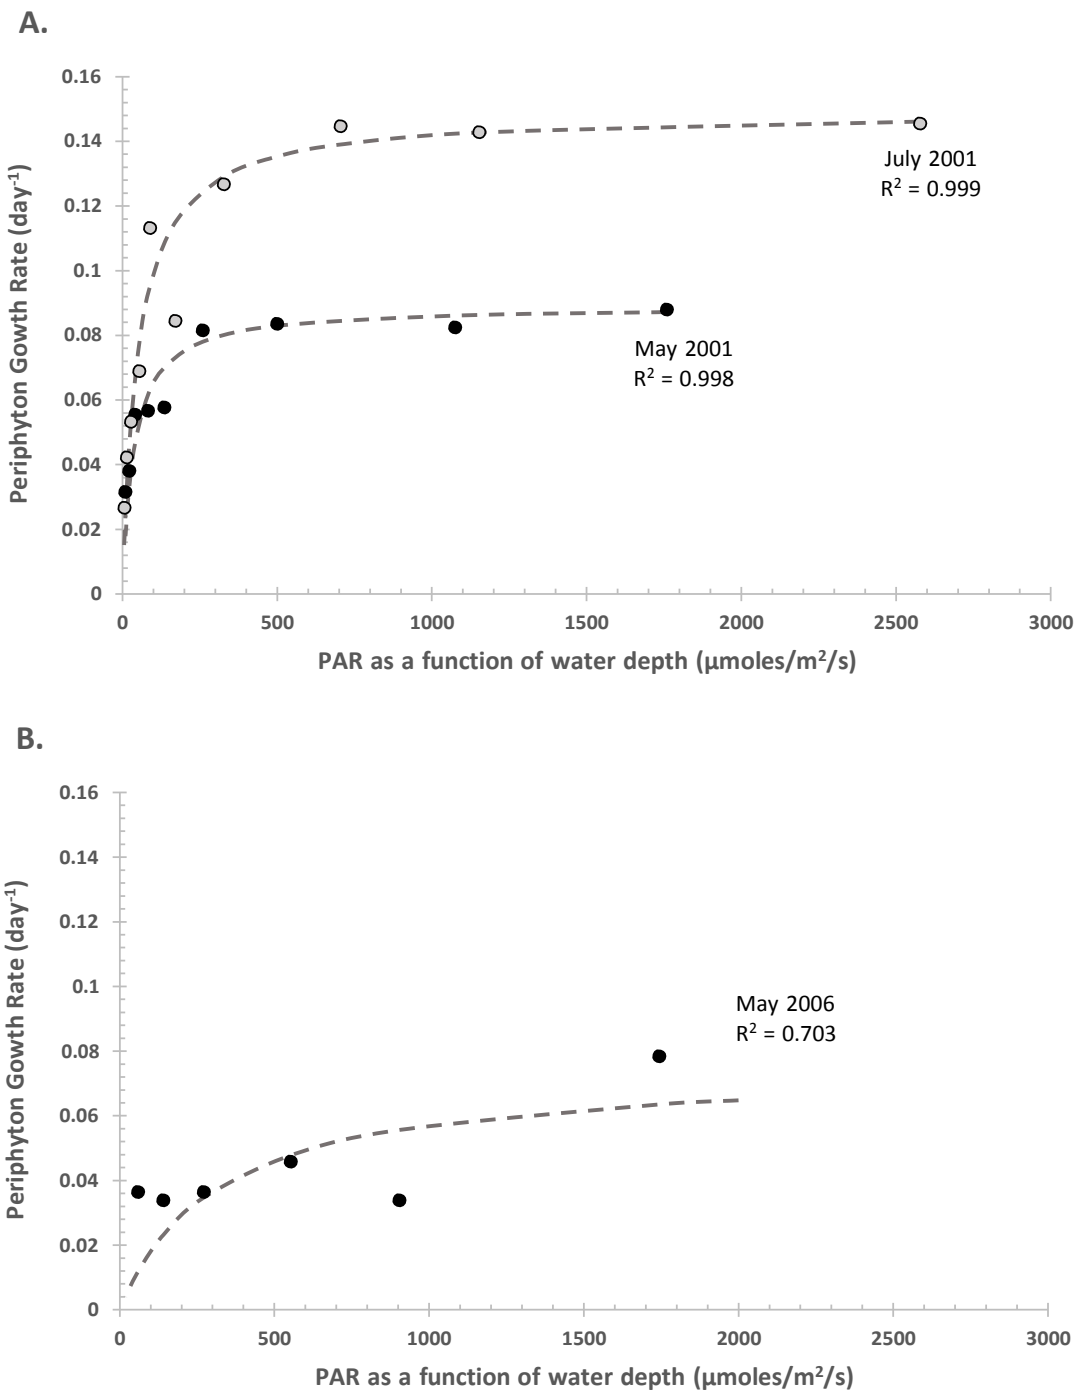 A.
0.16
0.14
0.12
0.1
0.08
0.06
0.04
0.02
0
Periphyton Gowth Rate (day⁻¹)
July 2001
R² = 0.999
May 2001
R² = 0.998
0 500 1000 1500 2000 2500 3000
PAR as a function of water depth (µmoles/m²/s)
B.
0.16
0.14
0.12
0.1
0.08
0.06
0.04
0.02
0
Periphyton Gowth Rate (day⁻¹)
May 2006
R² = 0.703
0 500 1000 1500 2000 2500 3000
PAR as a function of water depth (µmoles/m²/s)